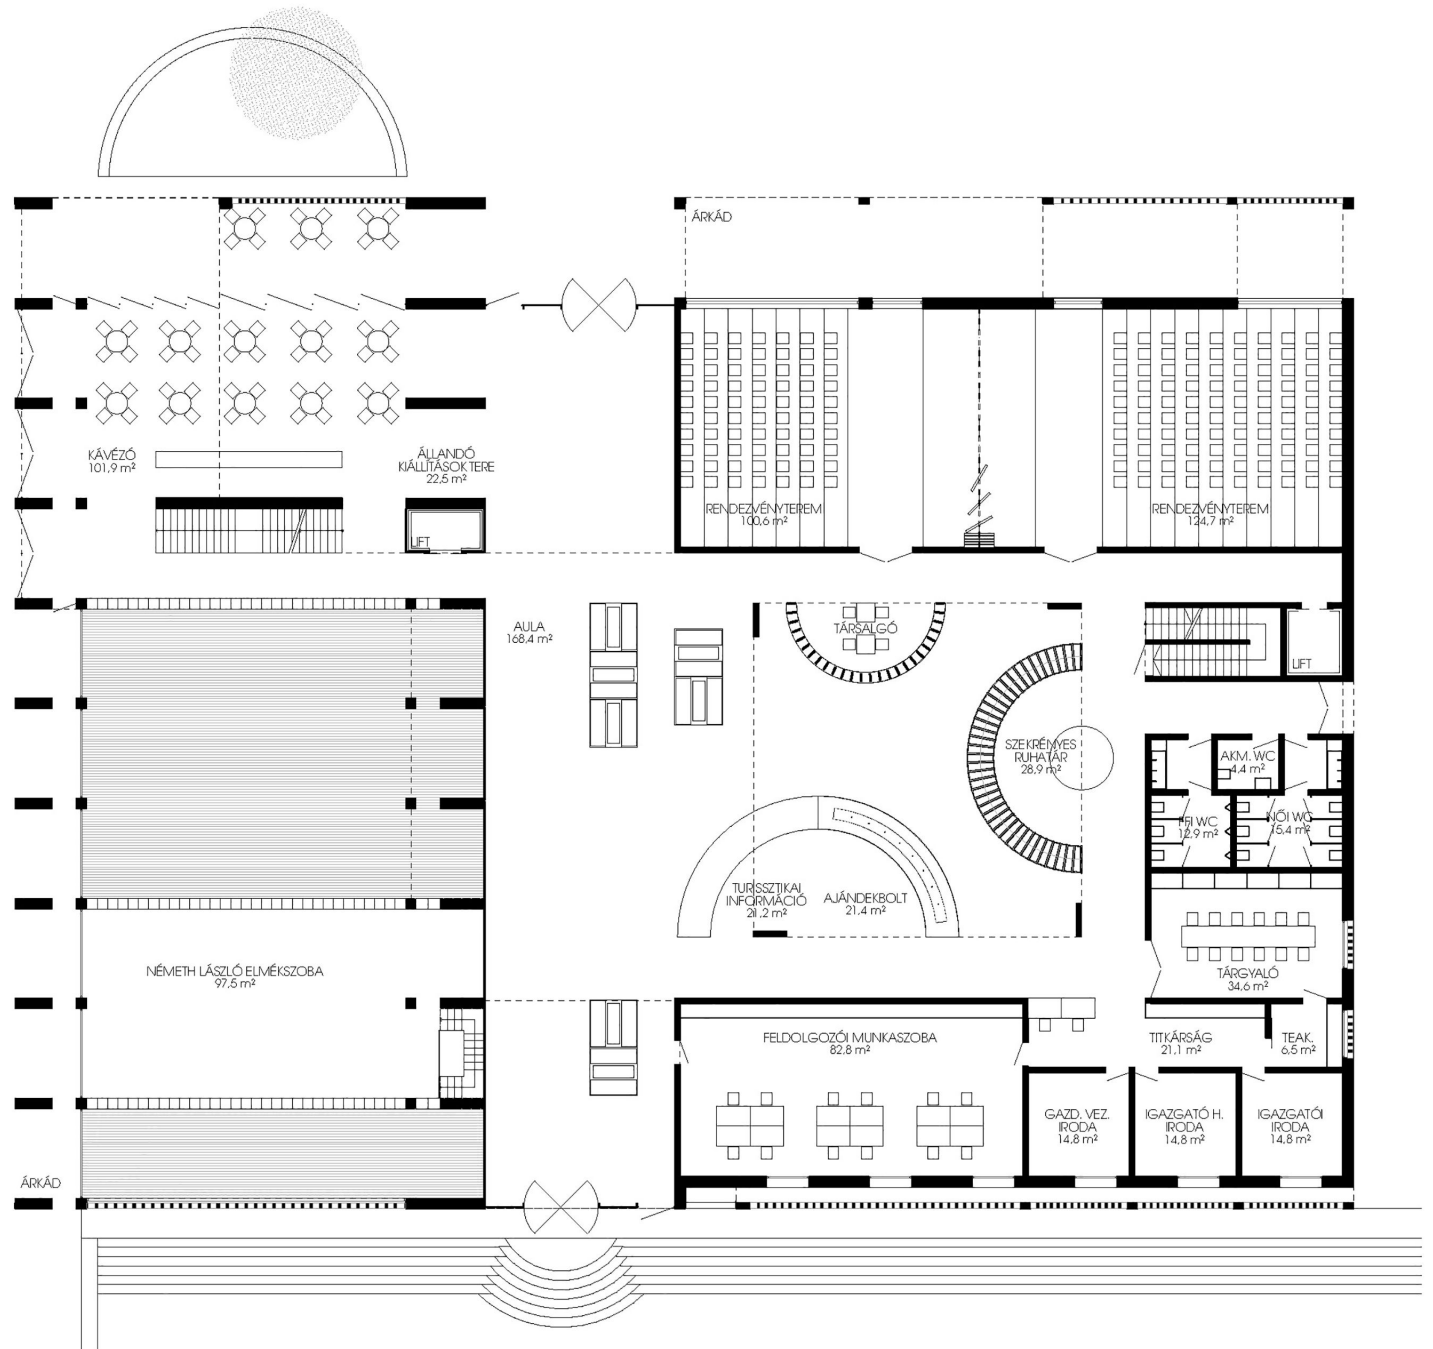 ÁRKÁD
KÁVÉZÓ
101,9 m²
ÁLLANDÓ
KIÁLLÍTÁSOK TERE
22,5 m²
LIFT
RENDEZVÉNYTEREM
100,6 m²
RENDEZVÉNYTEREM
124,7 m²
AULA
168,4 m²
TÁRSALGÓ
LIFT
SZEKRÉNYES
RUHATÁR
28,9 m²
AKM. WC
4,4 m²
FFI WC
12,9 m²
NŐI WC
15,4 m²
TURISSZTIKAI
INFORMÁCIÓ
21,2 m²
AJÁNDEKBOLT
21,4 m²
NÉMETH LÁSZLÓ ELMÉKSZOBA
97,5 m²
TÁRGYALÓ
34,6 m²
FELDOLGOZÓI MUNKASZOBA
82,8 m²
TITKÁRSÁG
21,1 m²
TEAK.
6,5 m²
GAZD. VEZ.
IRODA
14,8 m²
IGAZGATÓ H.
IRODA
14,8 m²
IGAZGATÓI
IRODA
14,8 m²
ÁRKÁD